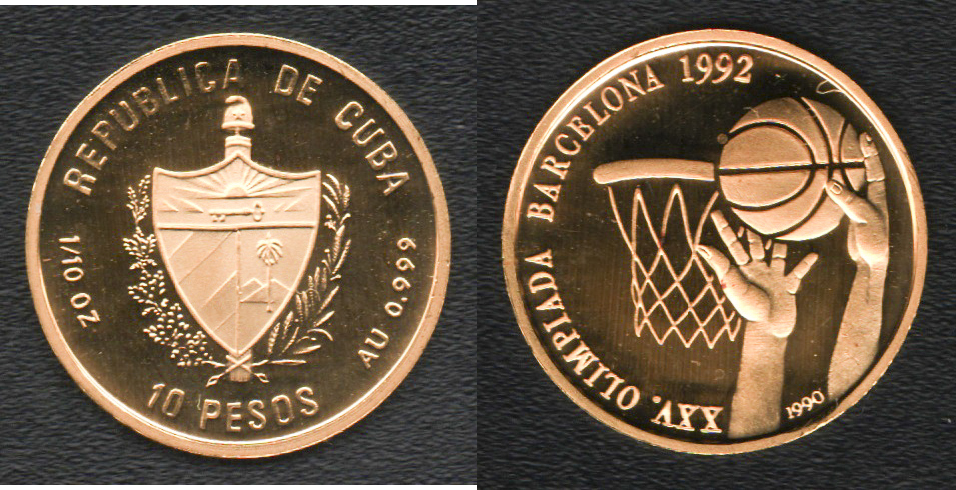 REPUBLICA DE CUBA
1/10 OZ
AU 0.999
10 PESOS
XXV. OLIMPIADA BARCELONA 1992
1990